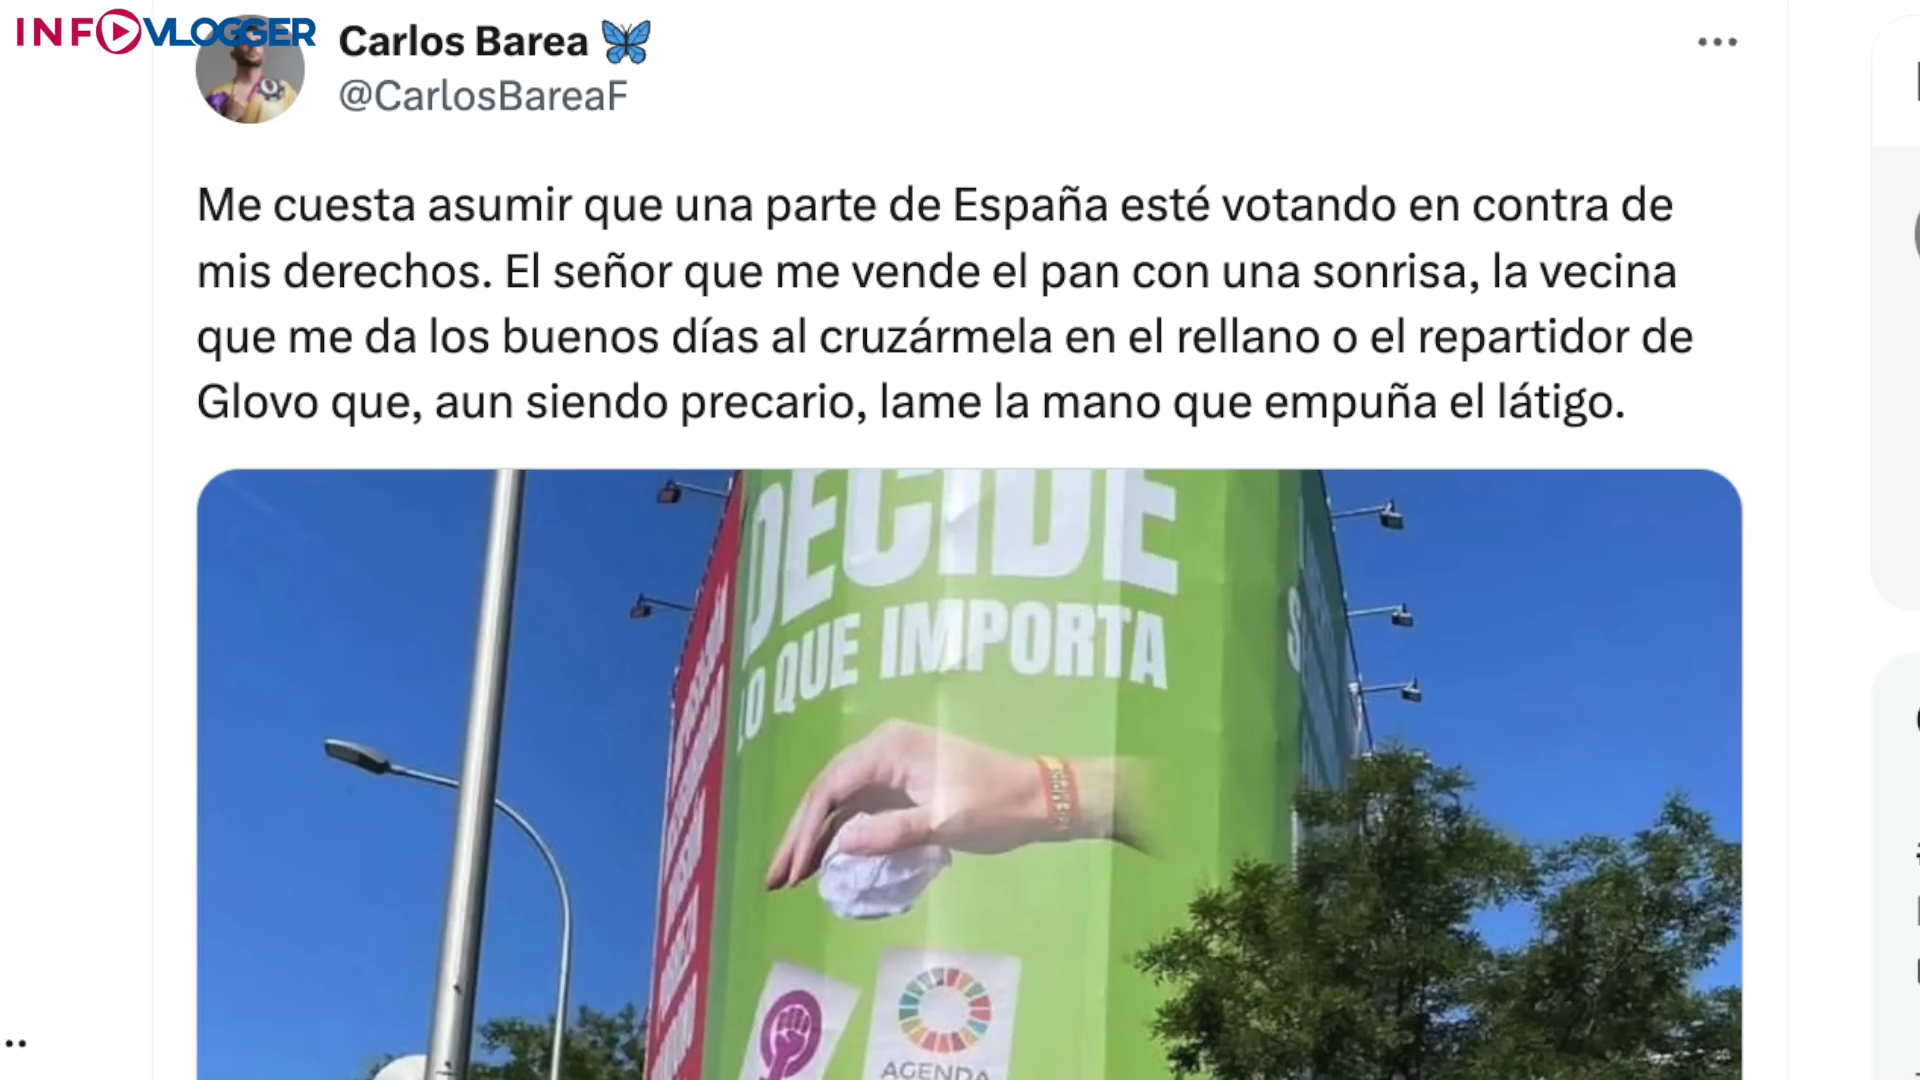 INFOVLOGGER
Carlos Barea
@CarlosBareaF
Me cuesta asumir que una parte de España esté votando en contra de
mis derechos. El señor que me vende el pan con una sonrisa, la vecina
que me da los buenos días al cruzármela en el rellano o el repartidor de
Glovo que, aun siendo precario, lame la mano que empuña el látigo.
DECIDE
LO QUE IMPORTA
AGENDA